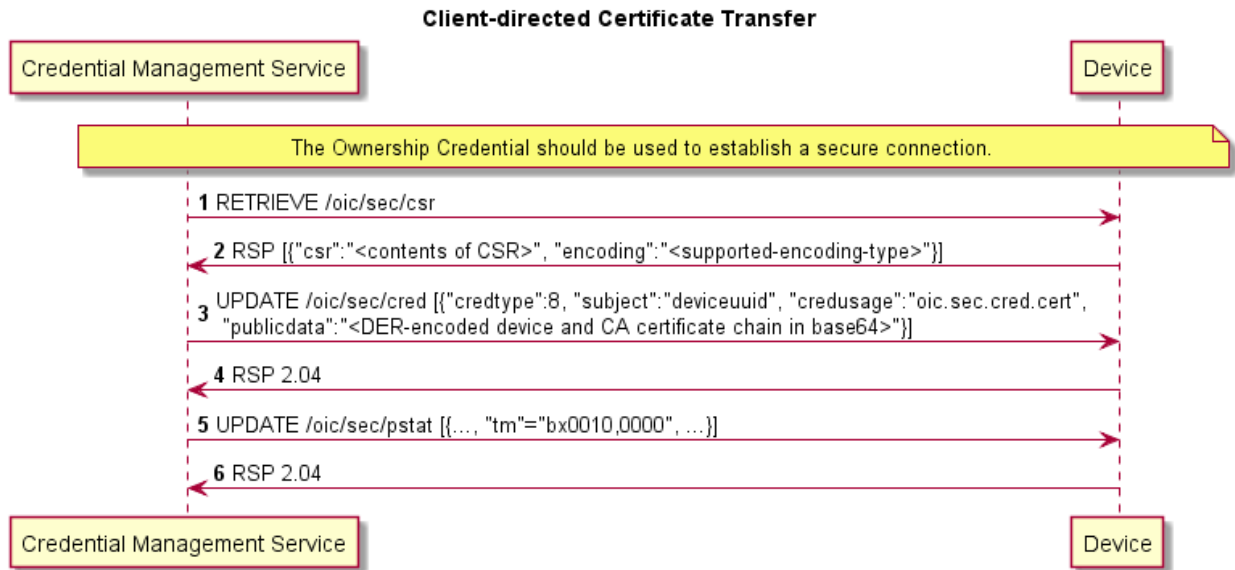 Client-directed Certificate Transfer
Credential Management Service
Device
The Ownership Credential should be used to establish a secure connection.
1 RETRIEVE /oic/sec/csr
2 RSP [{"csr":"<contents of CSR>", "encoding":"<supported-encoding-type>"}]
3 UPDATE /oic/sec/cred [{"credtype":8, "subject":"deviceuuid", "credusage":"oic.sec.cred.cert",
"publicdata":"<DER-encoded device and CA certificate chain in base64>"}]
4 RSP 2.04
5 UPDATE /oic/sec/pstat [{..., "tm"="bx0010,0000", ...}]
6 RSP 2.04
Credential Management Service
Device